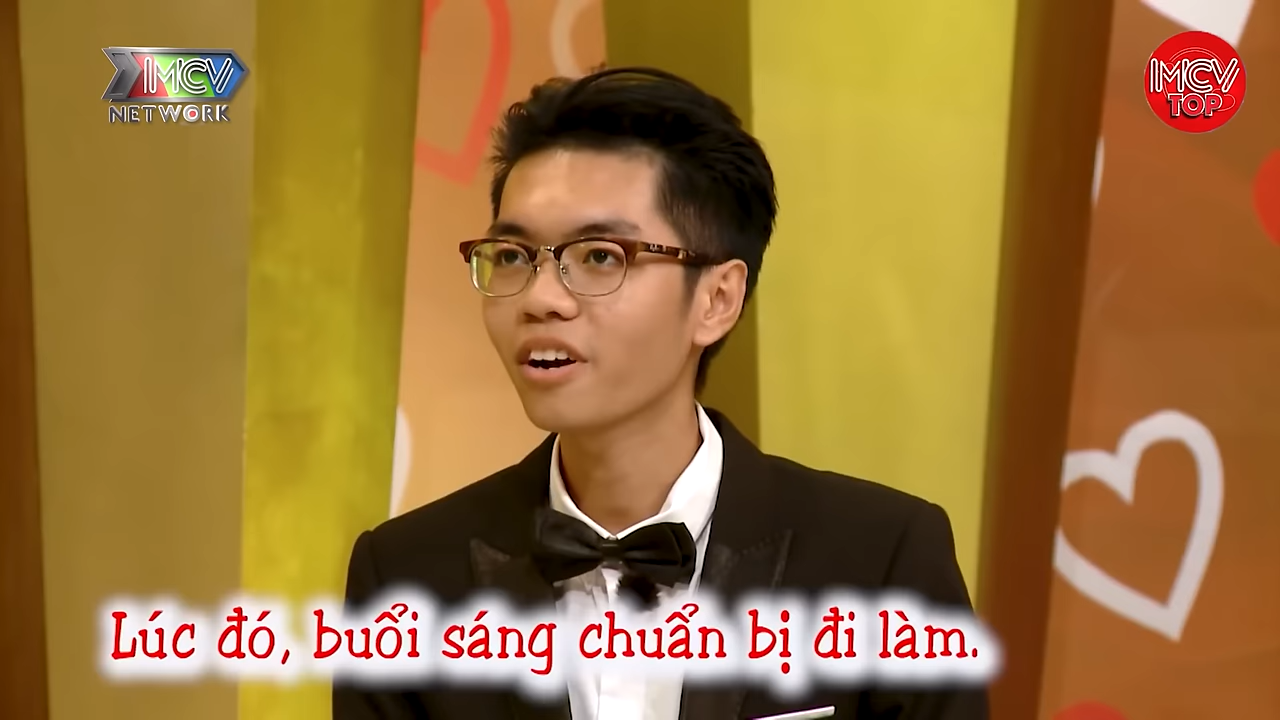 MCV
NETWORK
MCV
TOP
Lúc đó, buổi sáng chuẩn bị đi làm.